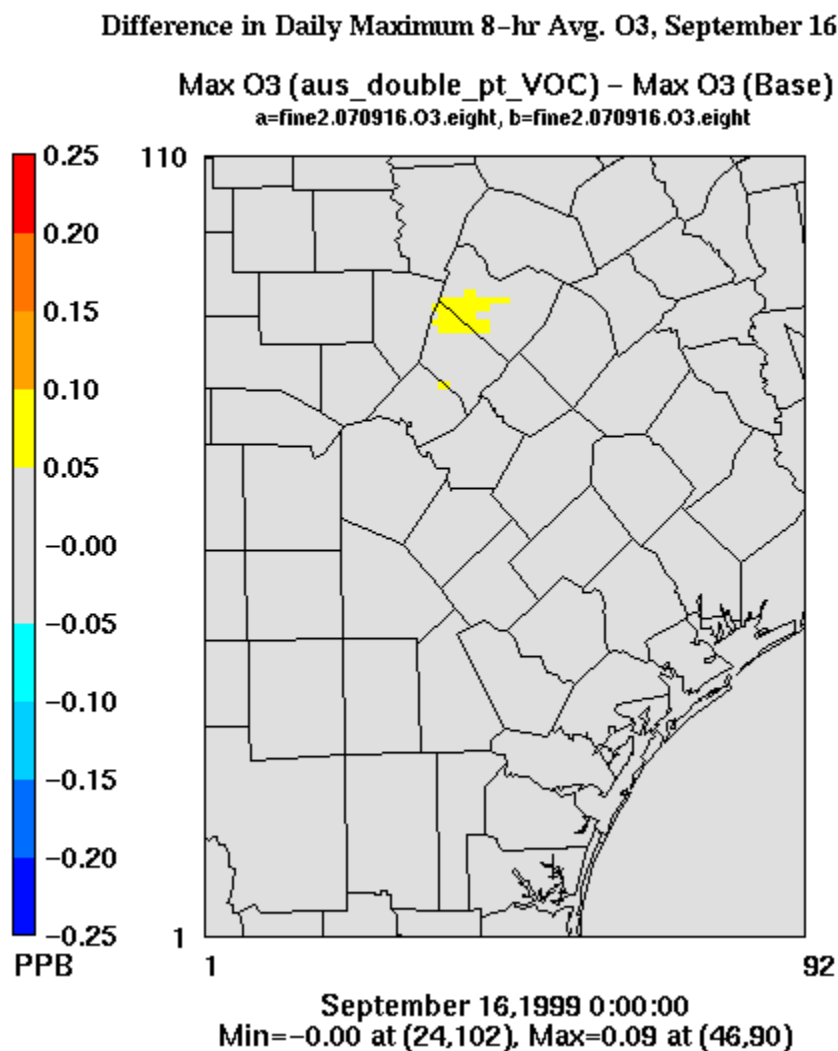 Difference in Daily Maximum 8-hr Avg. O3, September 16
Max O3 (aus_double_pt_VOC) - Max O3 (Base)
a=fine2.070916.O3.eight, b=fine2.070916.O3.eight
0.25
0.20
0.15
0.10
0.05
-0.00
-0.05
-0.10
-0.15
-0.20
-0.25
PPB
110
1
1 92
September 16,1999 0:00:00
Min=-0.00 at (24,102), Max=0.09 at (46,90)